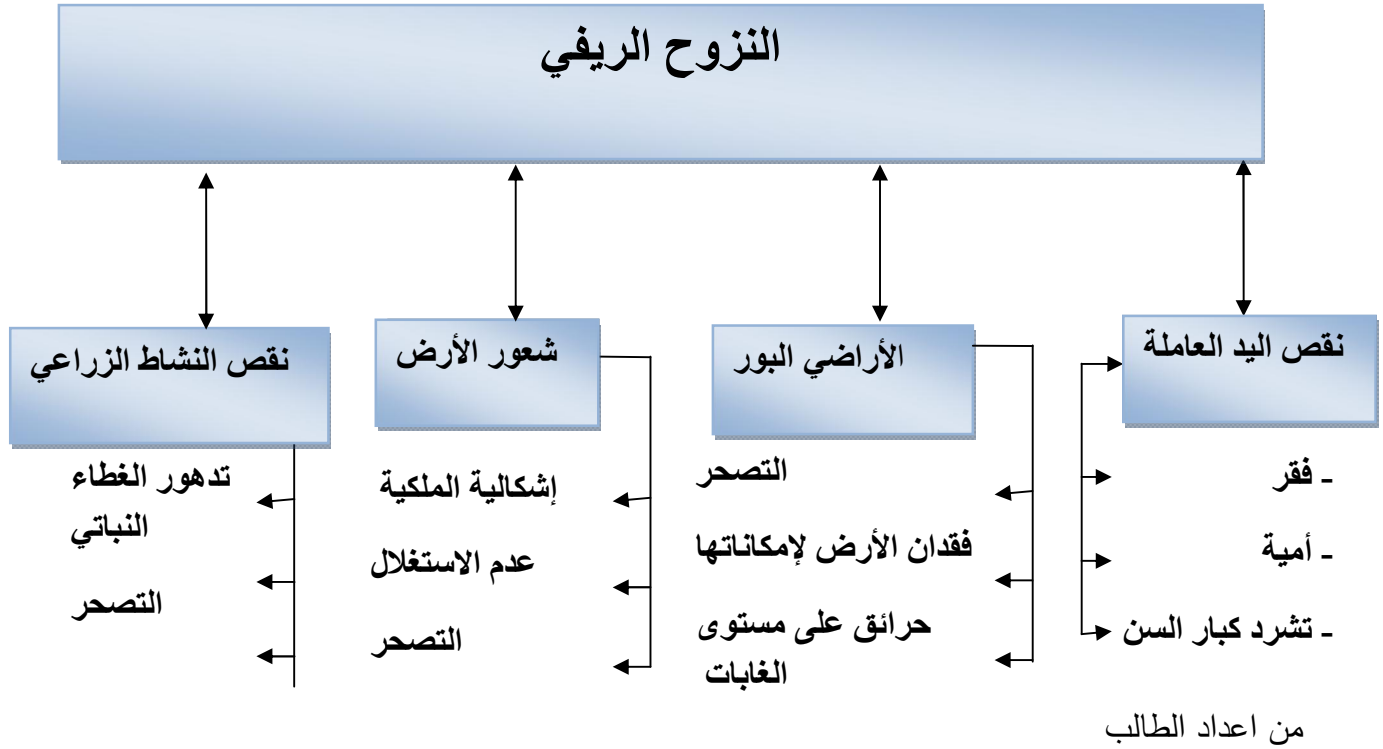 النزوح الريفي
نقص اليد العاملة
- فقر
- أمية
- تشرد كبار السن
الأراضي البور
التصحر
فقدان الأرض لإمكاناتها
حرائق على مستوى
الغابات
شعور الأرض
إشكالية الملكية
عدم الاستغلال
التصحر
نقص النشاط الزراعي
تدهور الغطاء
النباتي
التصحر
من اعداد الطالب